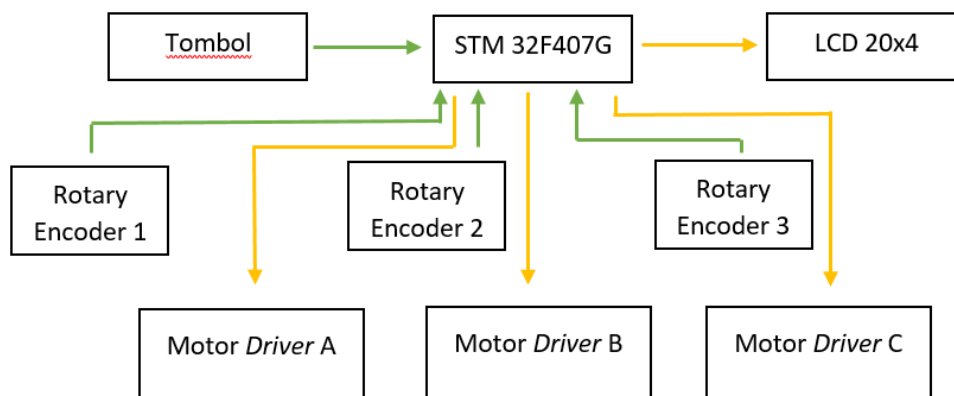 Tombol
STM 32F407G
LCD 20x4
Rotary
Encoder 1
Rotary
Encoder 2
Rotary
Encoder 3
Motor Driver A
Motor Driver B
Motor Driver C